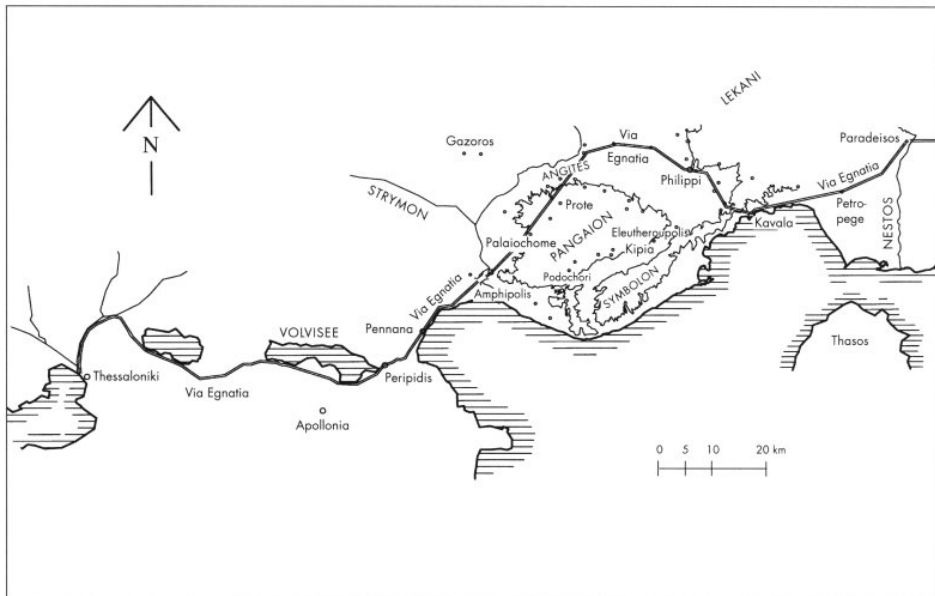 LEKANI
N
Gazoros
Via
Egnatia
Paradeisos
ANGITES
Philippi
Via Egnatia
STRYMON
Prote
Petro-
pege
NESTOS
Kavala
PANGAION
Eleutheroupolis
Kipia
Palaiochome
Podochori
SYMBOLON
Via Egnatia
Amphipolis
Pennana
VOLVISEE
Thasos
Thessaloniki
Peripidis
Via Egnatia
Apollonia
0 5 10 20 km